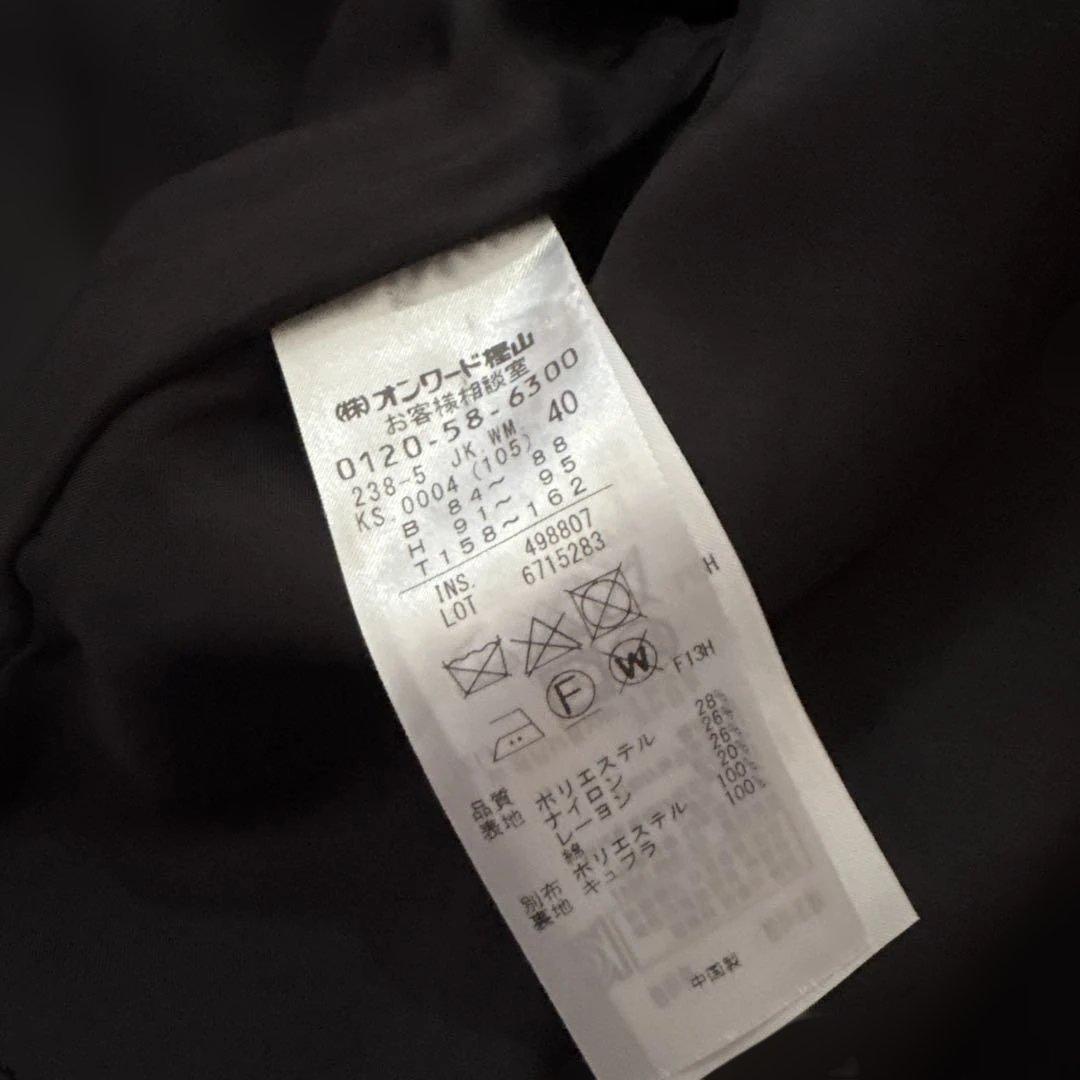 (株)オンワード樫山
お客様相談室
0120-58-6300
238-5 JK.WM. 40
KS.0004 (105)
B 84～ 88
H 91～ 95
T158～162
INS. 498807
LOT 6715283
H
W
F
F13H
品質
表地 ポリエステル 28%
ナイロン 26%
レーヨン 26%
綿 20%
別布 ポリエステル 100%
裏地 キュプラ 100%
中国製